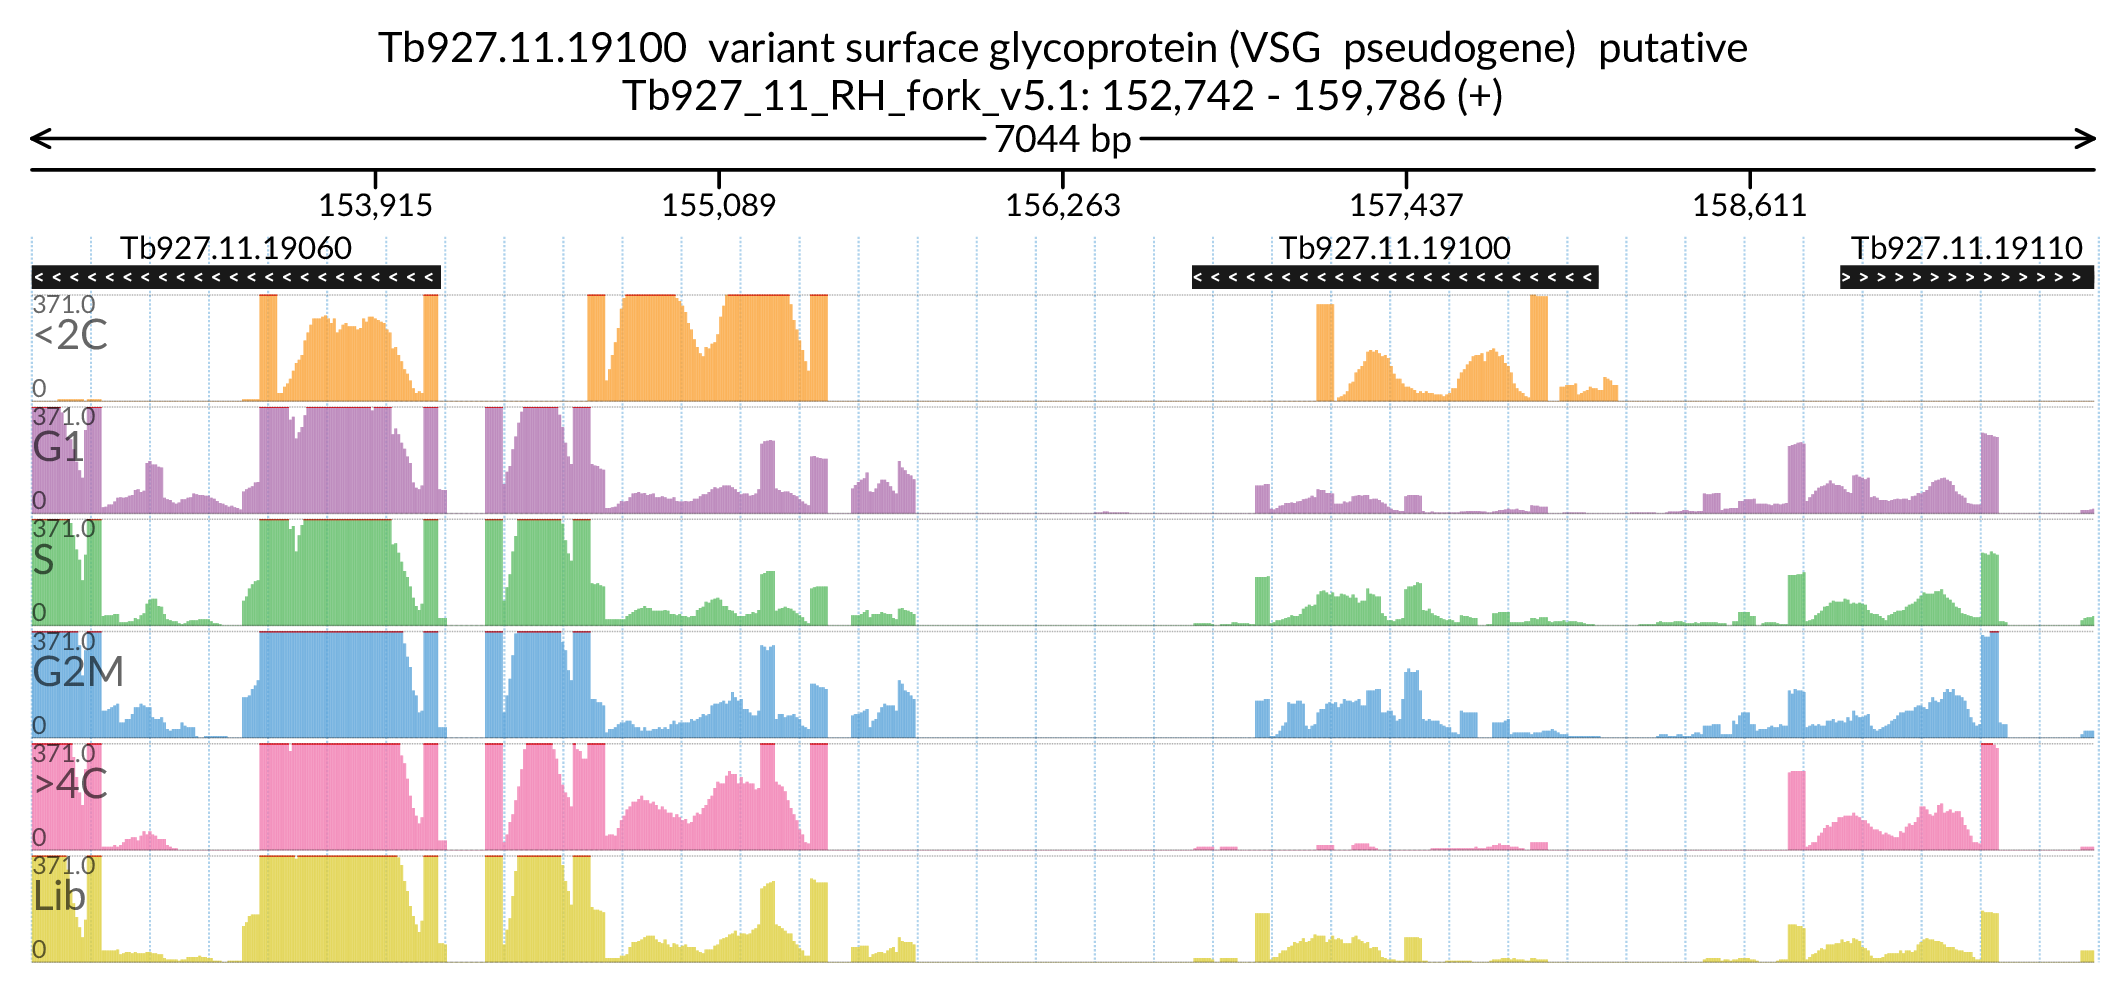 Tb927.11.19100 variant surface glycoprotein (VSG pseudogene) putative
Tb927_11_RH_fork_v5.1: 152,742 - 159,786 (+)
7044 bp
153,915 155,089 156,263 157,437 158,611
Tb927.11.19060 Tb927.11.19100 Tb927.11.19110
371.0
<2C
0
371.0
G1
0
371.0
S
0
371.0
G2M
0
371.0
>4C
0
371.0
Lib
0